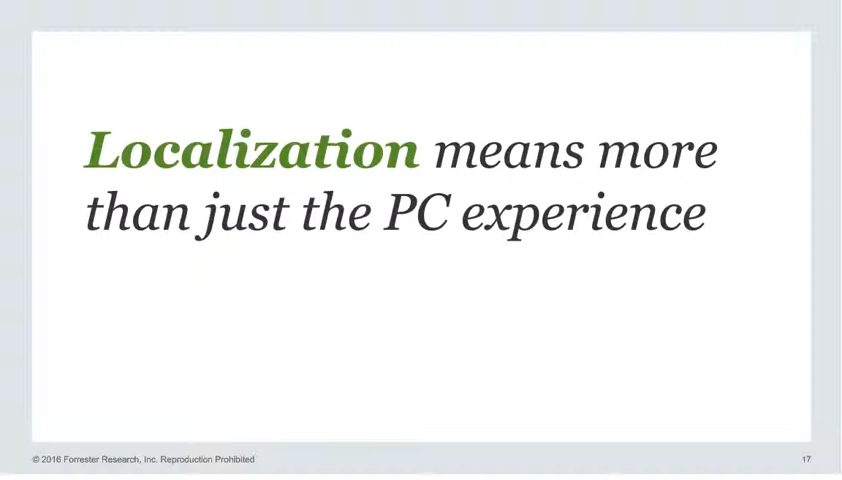 Localization means more
than just the PC experience
© 2016 Forrester Research, Inc. Reproduction Prohibited
17